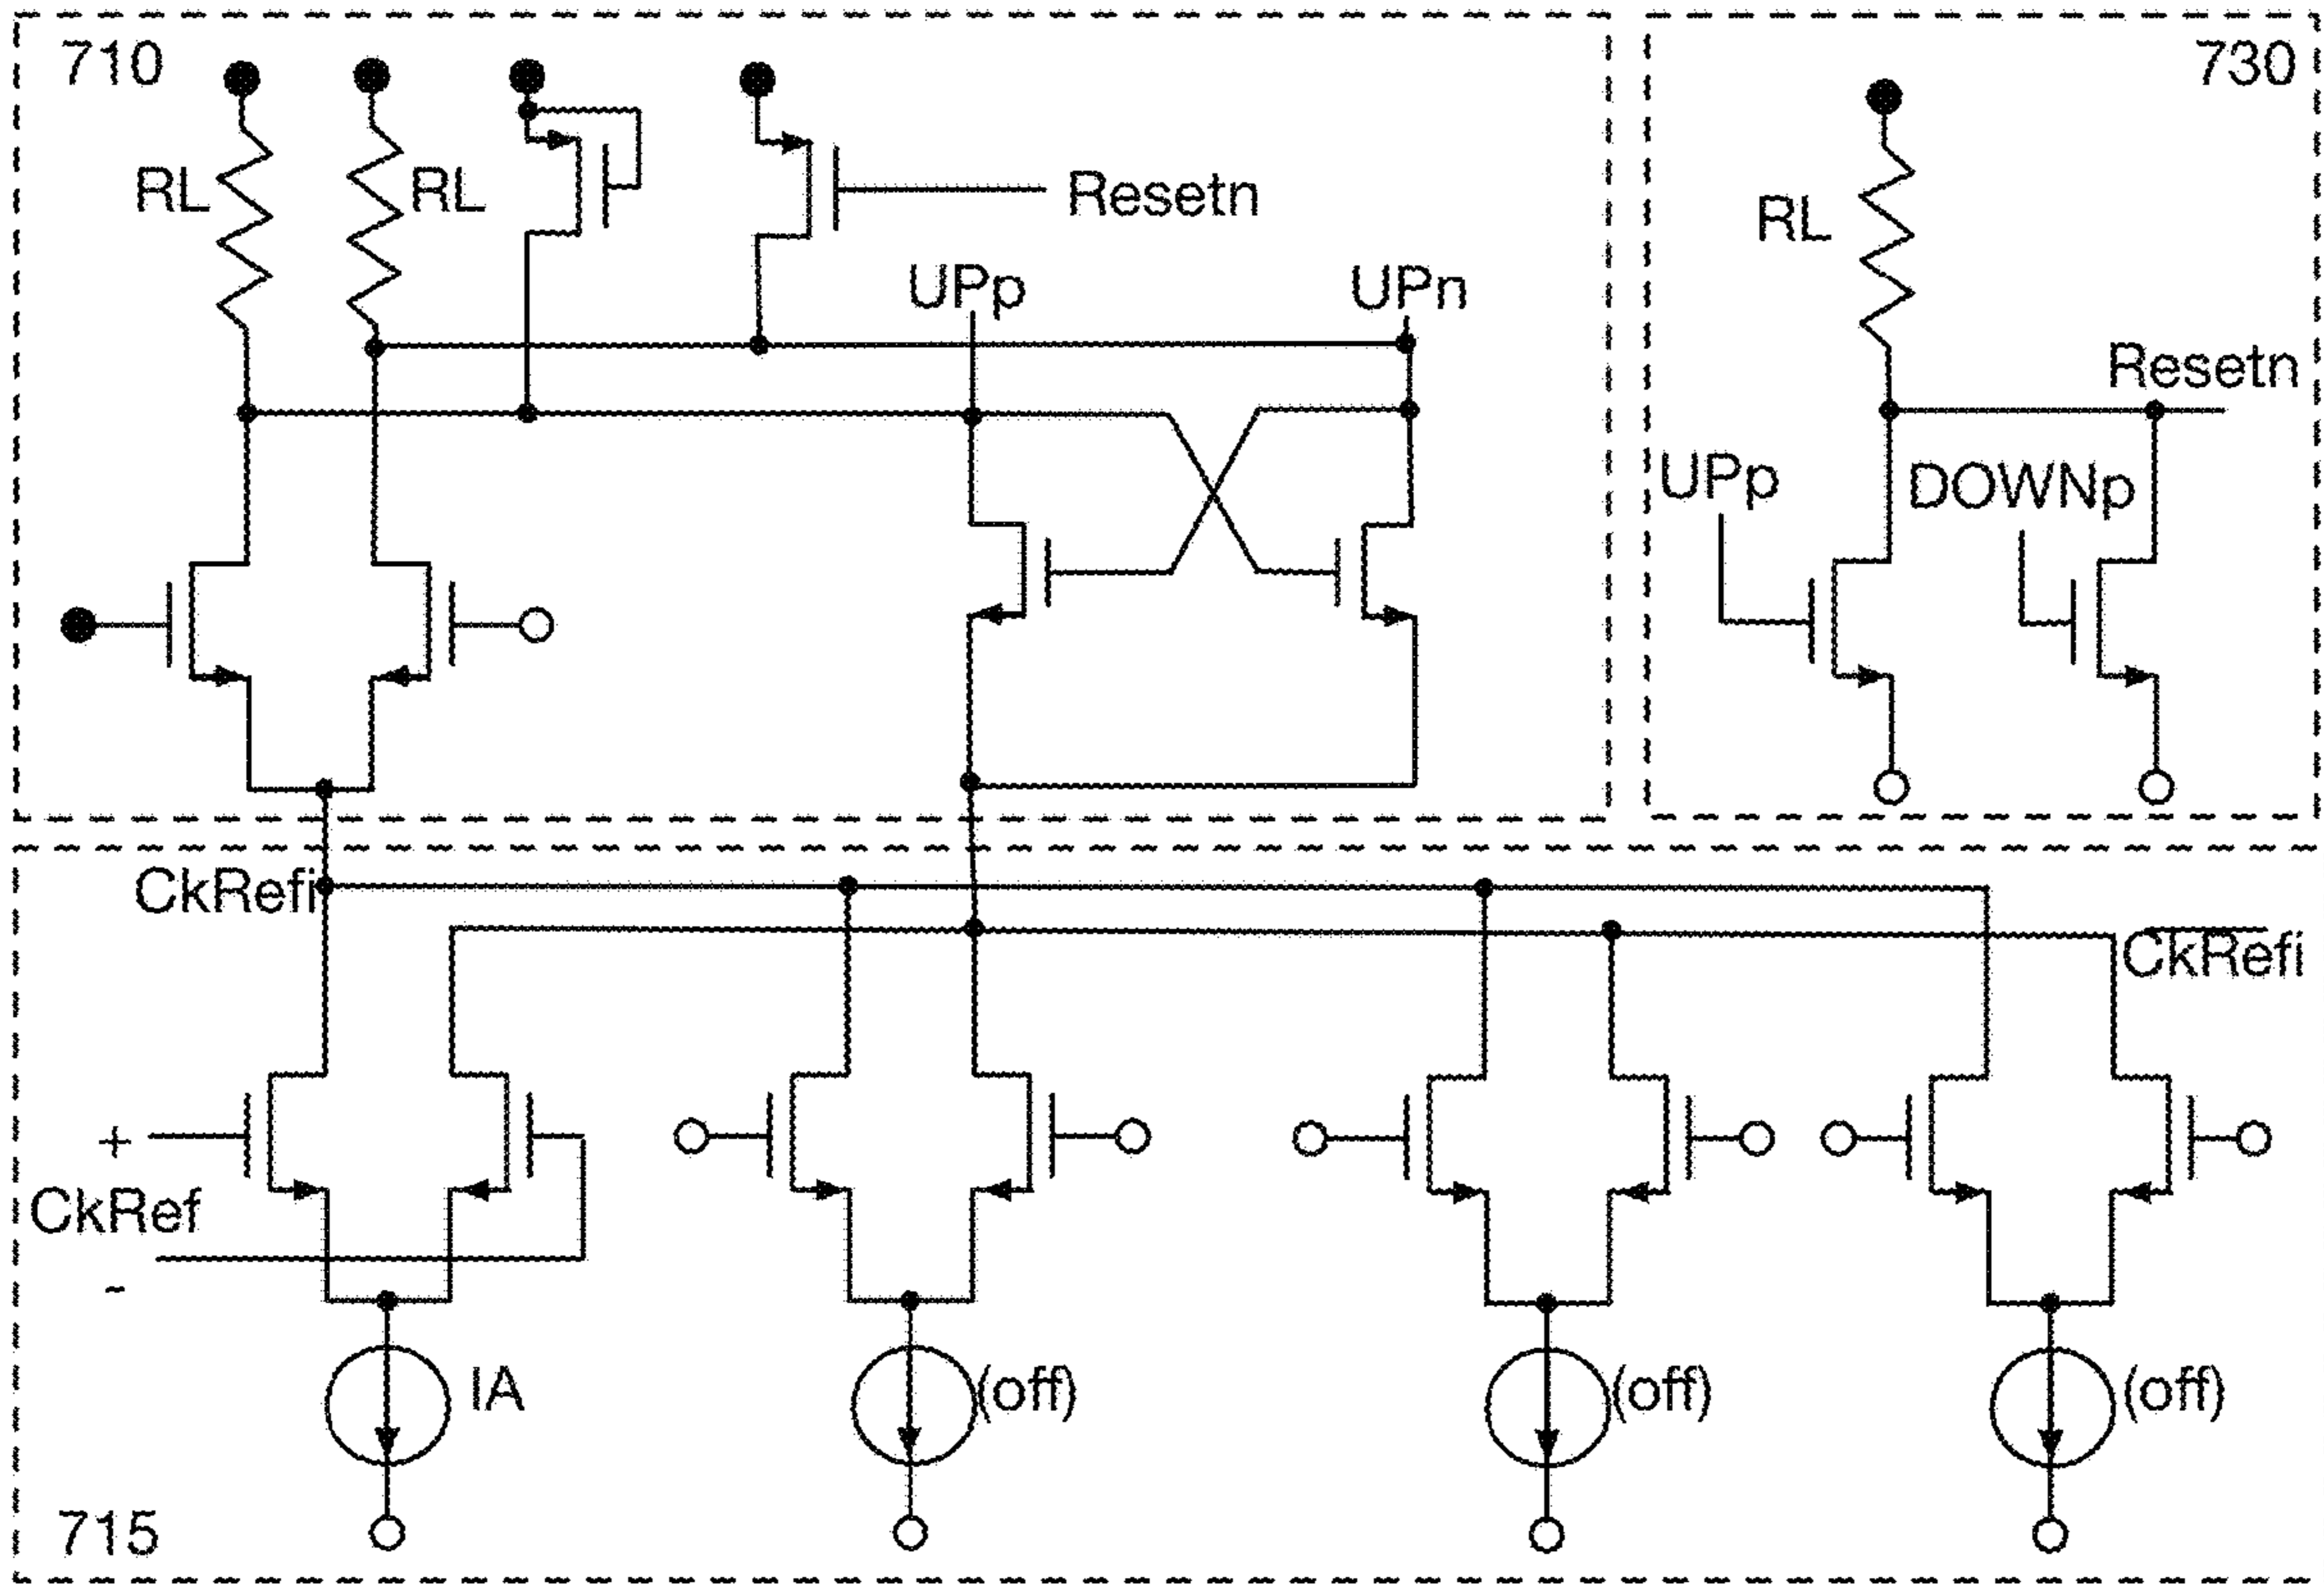 710
730
RL
RL
Resetn
RL
UPp
UPn
Resetn
UPp
DOWNp
CkRefi
CkRefi
+
CkRef
-
IA
(off)
(off)
(off)
715